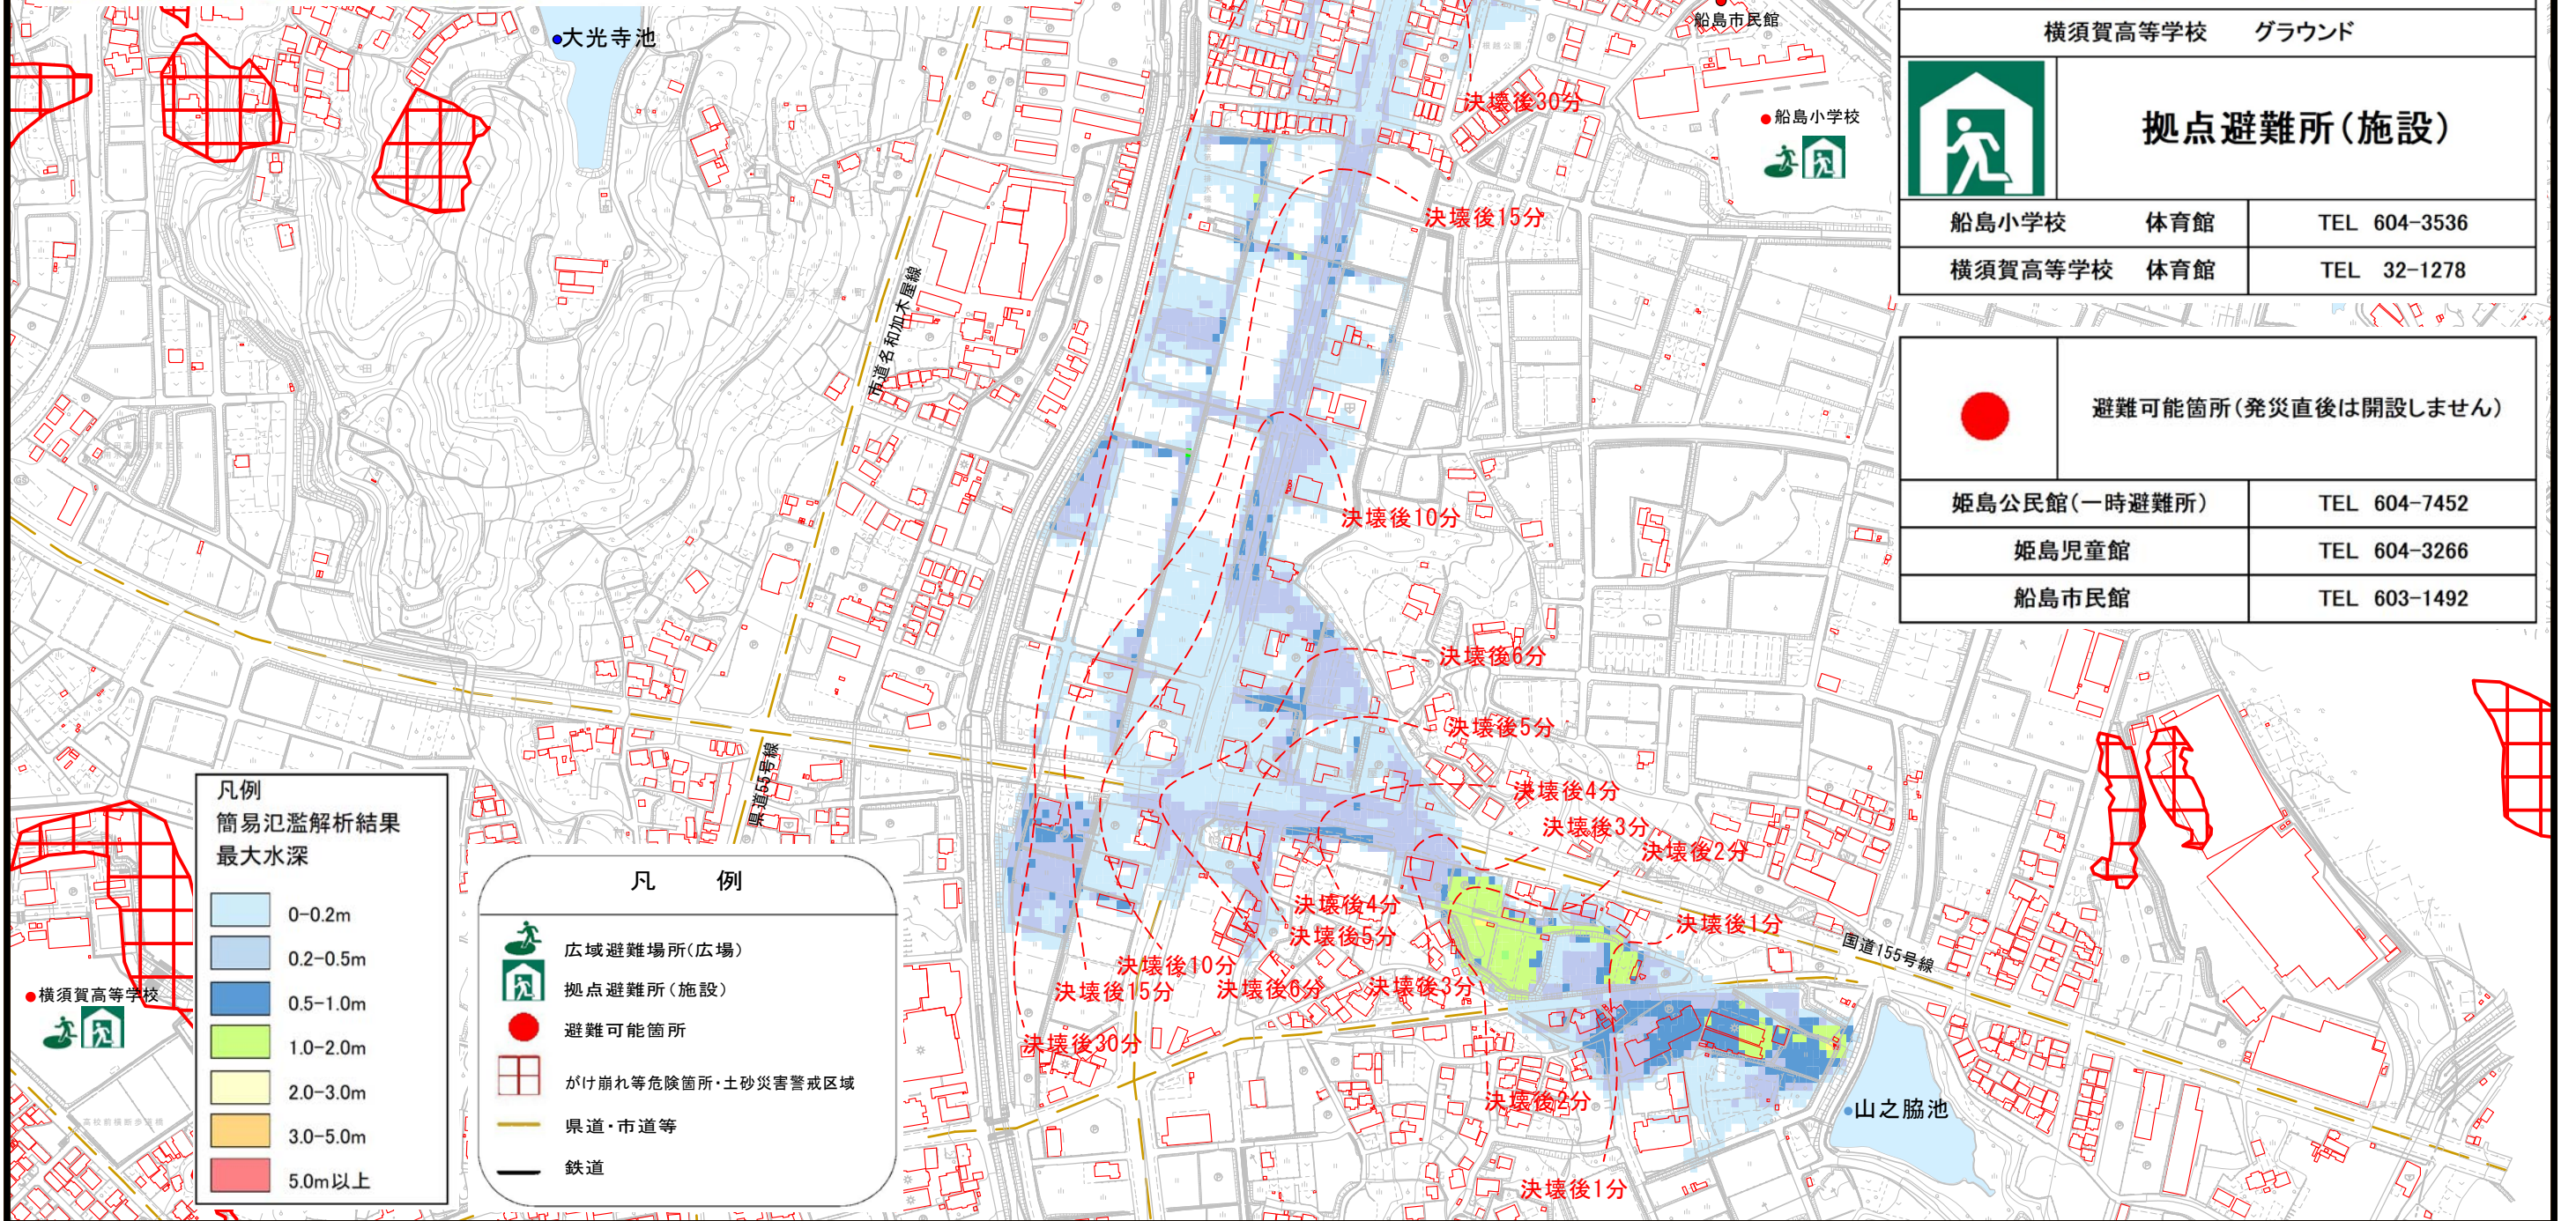 大光寺池
船島市民館
横須賀高等学校 グラウンド
決壊後30分
船島小学校
拠点避難所(施設)
決壊後15分
船島小学校 体育館 TEL 604-3536
横須賀高等学校 体育館 TEL 32-1278
市道名和加木屋線
避難可能箇所(発災直後は開設しません)
姫島公民館(一時避難所) TEL 604-7452
決壊後10分
姫島児童館 TEL 604-3266
船島市民館 TEL 603-1492
決壊後6分
決壊後5分
県道55号線
決壊後4分
決壊後3分
決壊後2分
凡例
簡易氾濫解析結果
最大水深
0-0.2m
0.2-0.5m
0.5-1.0m
1.0-2.0m
2.0-3.0m
3.0-5.0m
5.0m以上
凡 例
広域避難場所(広場)
拠点避難所(施設)
避難可能箇所
がけ崩れ等危険箇所・土砂災害警戒区域
県道・市道等
鉄道
決壊後4分
決壊後5分
決壊後1分
国道155号線
決壊後10分
決壊後15分
決壊後6分
決壊後3分
横須賀高等学校
決壊後30分
決壊後2分
山之脇池
決壊後1分